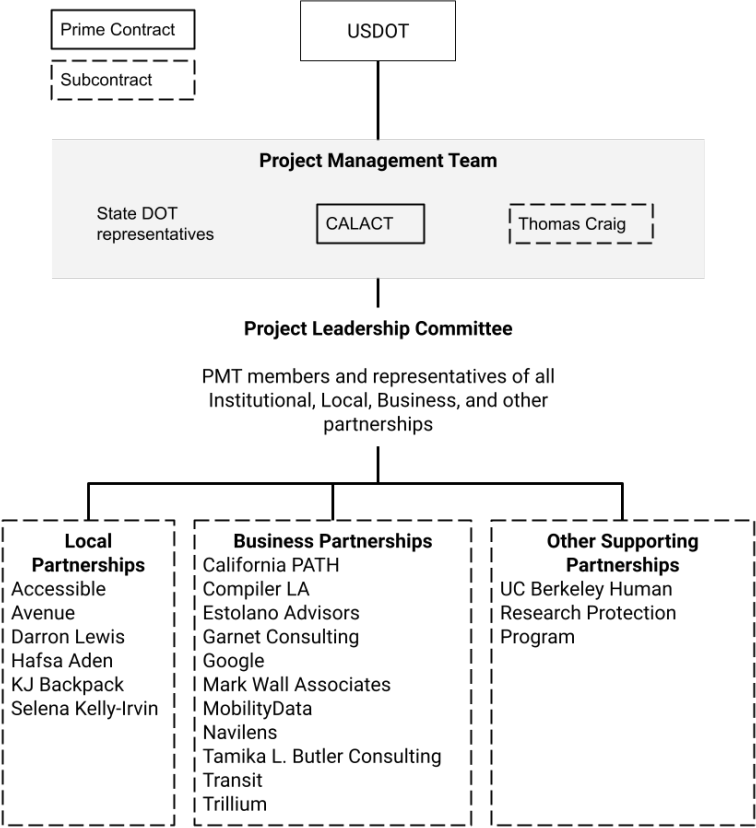 Prime Contract
Subcontract
USDOT
Project Management Team
State DOT
representatives
CALACT
Thomas Craig
Project Leadership Committee
PMT members and representatives of all
Institutional, Local, Business, and other
partnerships
Local
Partnerships
Accessible
Avenue
Darron Lewis
Hafsa Aden
KJ Backpack
Selena Kelly-Irvin
Business Partnerships
California PATH
Compiler LA
Estolano Advisors
Garnet Consulting
Google
Mark Wall Associates
MobilityData
Navilens
Tamika L. Butler Consulting
Transit
Trillium
Other Supporting
Partnerships
UC Berkeley Human
Research Protection
Program